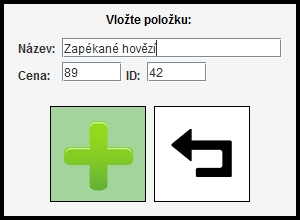 Vložte položku:
Název: Zapékané hovězí
Cena: 89 ID: 42